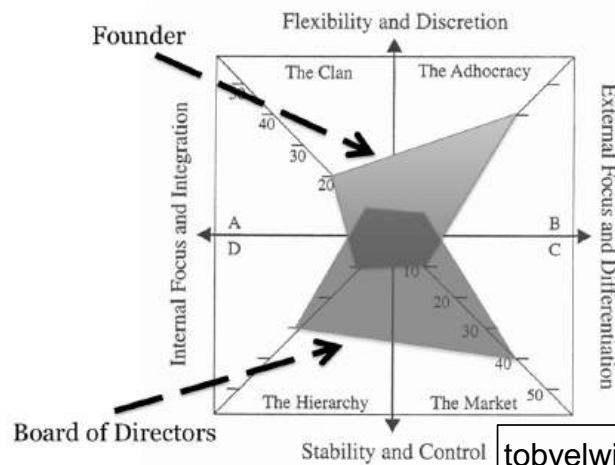 Flexibility and Discretion
Founder
The Clan
The Adhocracy
50
40
30
20
Internal Focus and Integration
External Focus and Differentiation
A
B
D
C
10
20
30
40
50
The Hierarchy
The Market
Board of Directors
Stability and Control